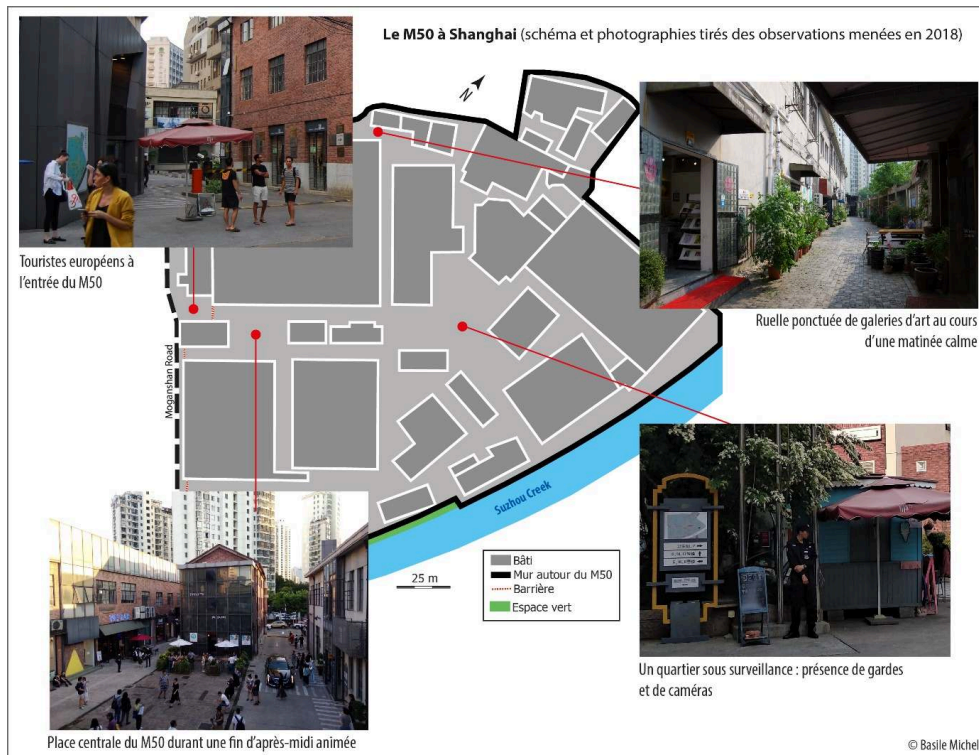 Le M50 à Shanghai (schéma et photographies tirés des observations menées en 2018)
N
Touristes européens à
l'entrée du M50
Ruelle ponctuée de galeries d'art au cours
d'une matinée calme
Moganshan Road
Suzhou Creek
25 m
Bâti
Mur autour du M50
Barrière
Espace vert
Place centrale du M50 durant une fin d'après-midi animée
Un quartier sous surveillance : présence de gardes
et de caméras
© Basile Michel